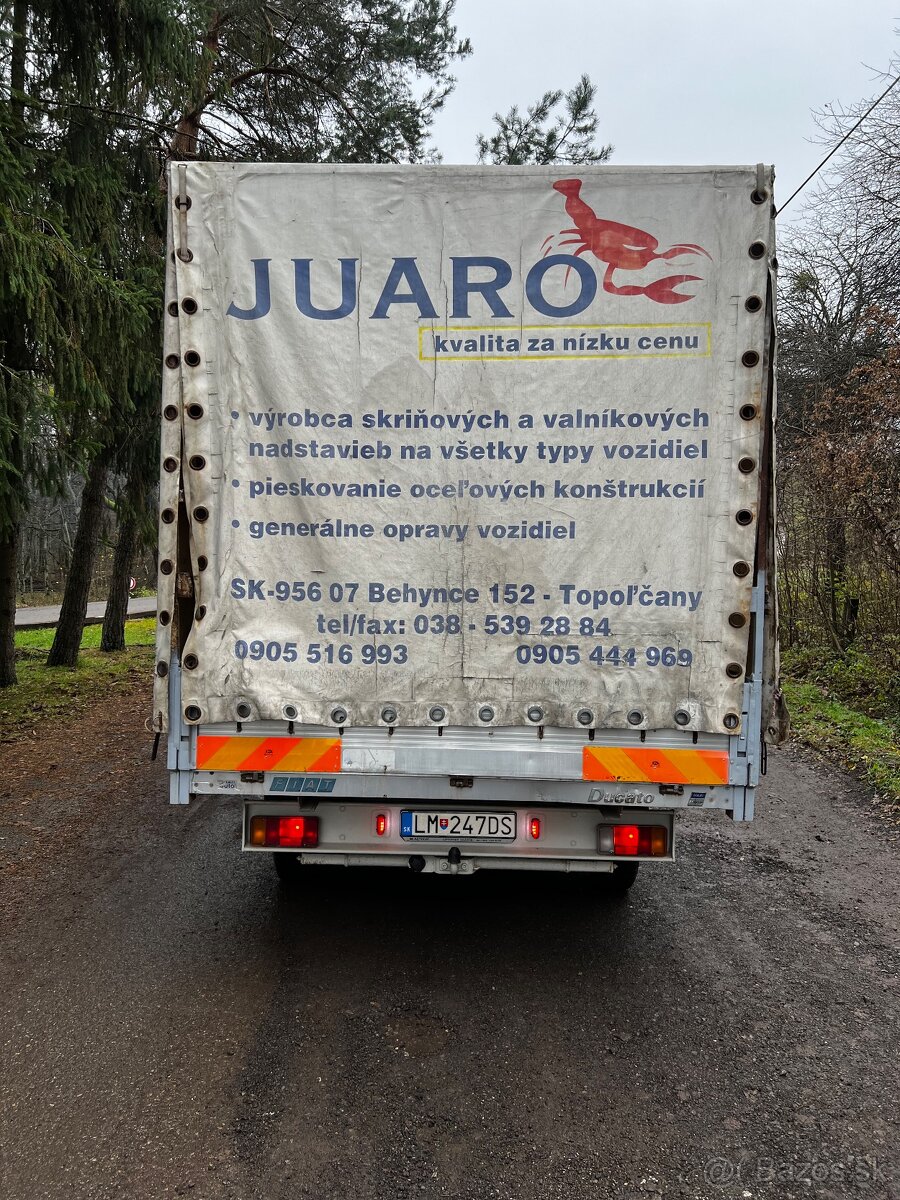 JUARO
kvalita za nízku cenu
• výrobca skriňových a valníkových
nadstavieb na všetky typy vozidiel
• pieskovanie oceľových konštrukcií
• generálne opravy vozidiel
SK-956 07 Behynce 152 - Topoľčany
tel/fax: 038 - 539 28 84
0905 516 993 0905 444 969
FIAT Ducato
SK LM 247DS
Bazos.Sk